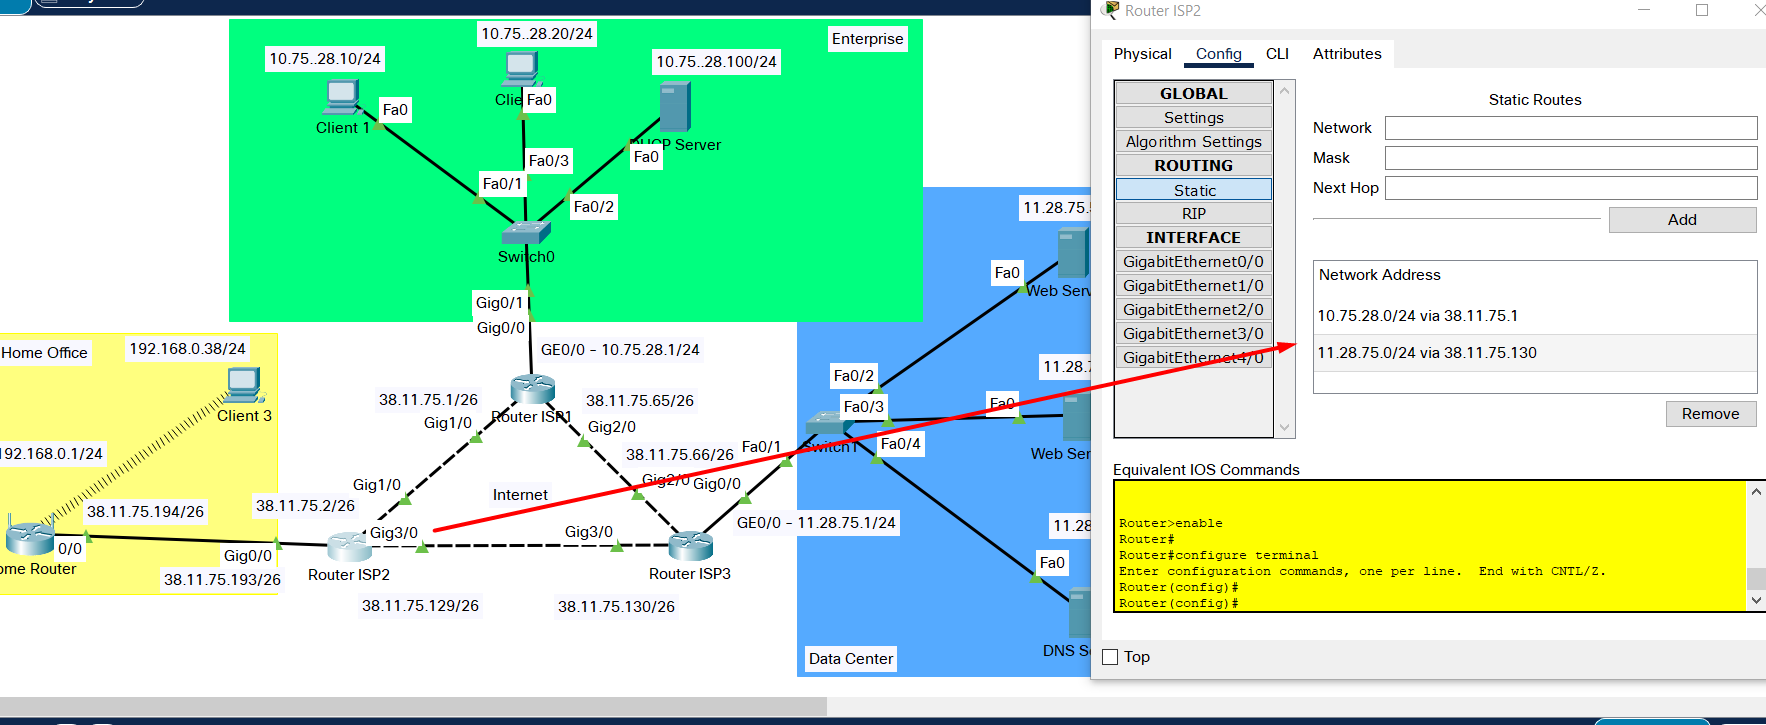 10.75..28.20/24
Enterprise
10.75..28.10/24
10.75..28.100/24
Fa0
Clie
Fa0
Client 1
DHCP Server
Fa0
Fa0/3
Fa0/1
Fa0/2
Switch0
Gig0/1
Gig0/0
GE0/0 - 10.75.28.1/24
Home Office
192.168.0.38/24
Client 3
192.168.0.1/24
38.11.75.1/26
Router ISP1
38.11.75.65/26
Gig1/0
Gig2/0
38.11.75.66/26
Fa0/1
Gig1/0
Internet
Gig2/0
Gig0/0
38.11.75.2/26
38.11.75.194/26
Gig3/0
Gig3/0
GE0/0 - 11.28.75.1/24
0/0
ome Router
Gig0/0
38.11.75.193/26
Router ISP2
Router ISP3
38.11.75.129/26
38.11.75.130/26
11.28.75.
Fa0
Web Serv
Fa0/2
11.28.7
Fa0/3
Fa0
Switch1
Fa0/4
Web Ser
11.28
Fa0
DNS S
Data Center
Router ISP2
Physical
Config
CLI
Attributes
GLOBAL
Settings
Algorithm Settings
ROUTING
Static
RIP
INTERFACE
GigabitEthernet0/0
GigabitEthernet1/0
GigabitEthernet2/0
GigabitEthernet3/0
GigabitEthernet4/0
Static Routes
Network
Mask
Next Hop
Add
Network Address
10.75.28.0/24 via 38.11.75.1
11.28.75.0/24 via 38.11.75.130
Remove
Equivalent IOS Commands
Router>enable
Router#
Router#configure terminal
Enter configuration commands, one per line. End with CNTL/Z.
Router(config)#
Router(config)#
Top